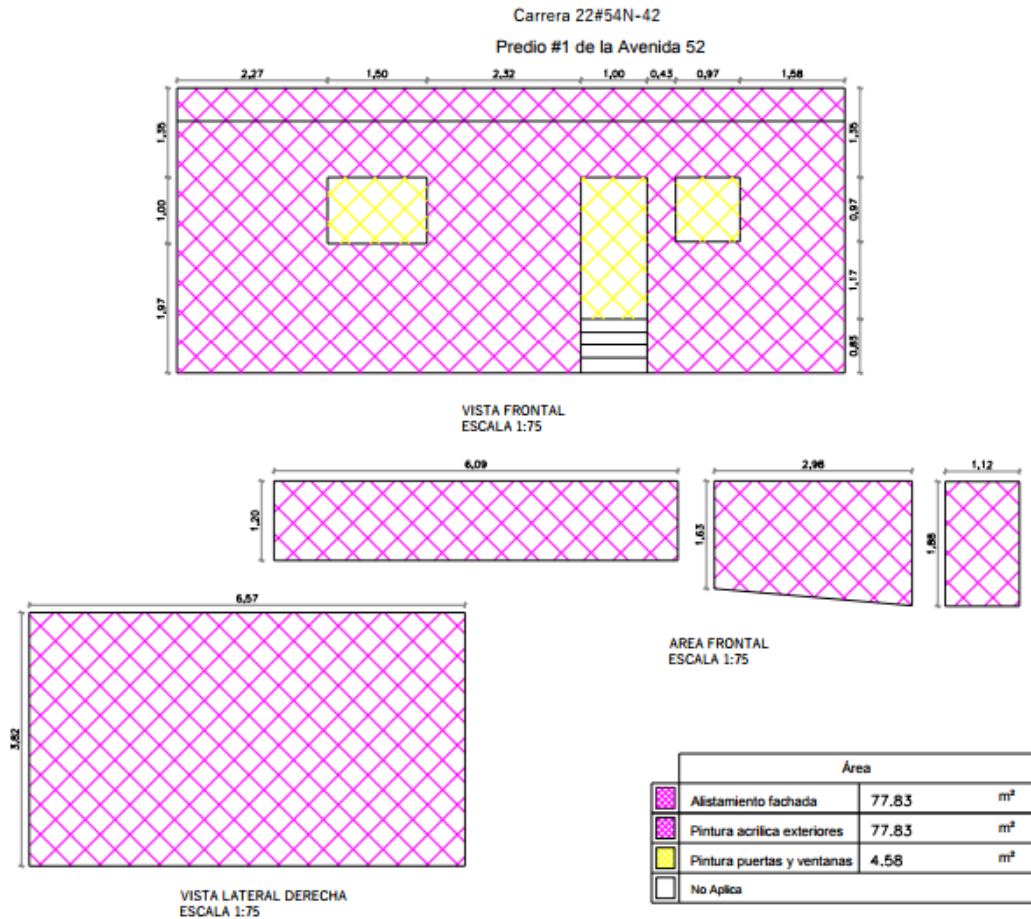 Carrera 22#54N-42
Predio #1 de la Avenida 52
2,27 1,50 2,32 1,00 0,43 0,97 1,58
1,35 1,35
1,00 0,97
1,97 1,17
0,83
VISTA FRONTAL
ESCALA 1:75
6,09 2,98 1,12
1,20 1,63 1,88
6,57
3,82
AREA FRONTAL
ESCALA 1:75
VISTA LATERAL DERECHA
ESCALA 1:75
Área
Alistamiento fachada 77.83 m²
Pintura acrilica exteriores 77.83 m²
Pintura puertas y ventanas 4.58 m²
No Aplica